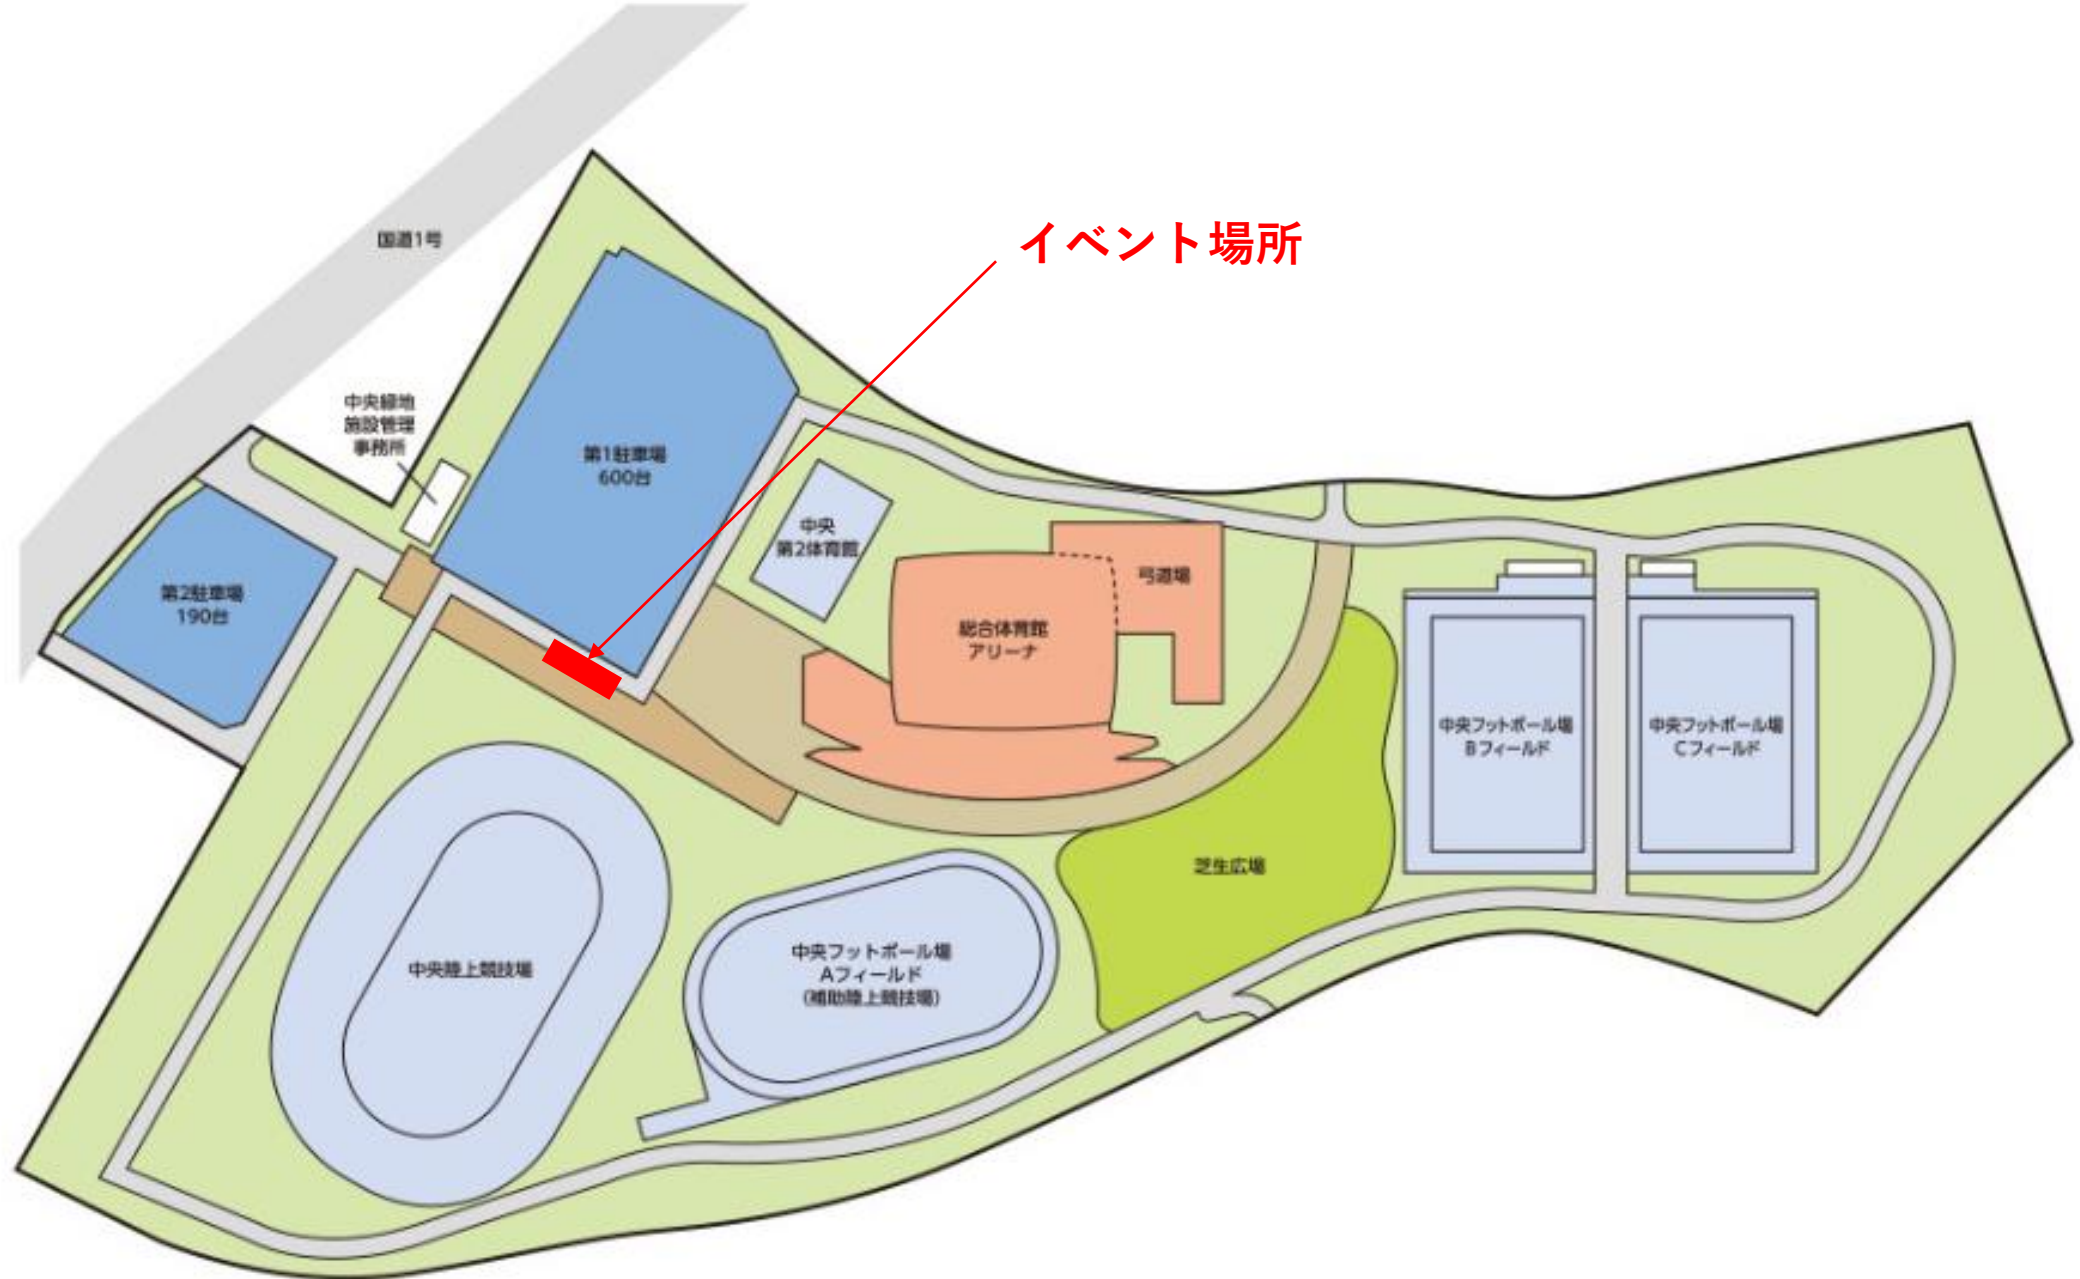 国道1号
イベント場所
中央緑地
施設管理
事務所
第1駐車場
600台
第2駐車場
190台
中央
第2体育館
弓道場
総合体育館
アリーナ
中央フットボール場
Bフィールド
中央フットボール場
Cフィールド
芝生広場
中央陸上競技場
中央フットボール場
Aフィールド
(補助陸上競技場)